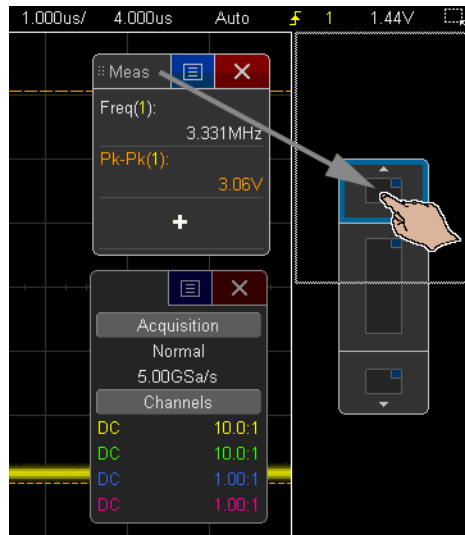 1.000us/ 4.000us Auto 1 1.44V
Meas
Freq(1):
3.331MHz
Pk-Pk(1):
3.06V
+
Acquisition
Normal
5.00GSa/s
Channels
DC 10.0:1
DC 10.0:1
DC 1.00:1
DC 1.00:1